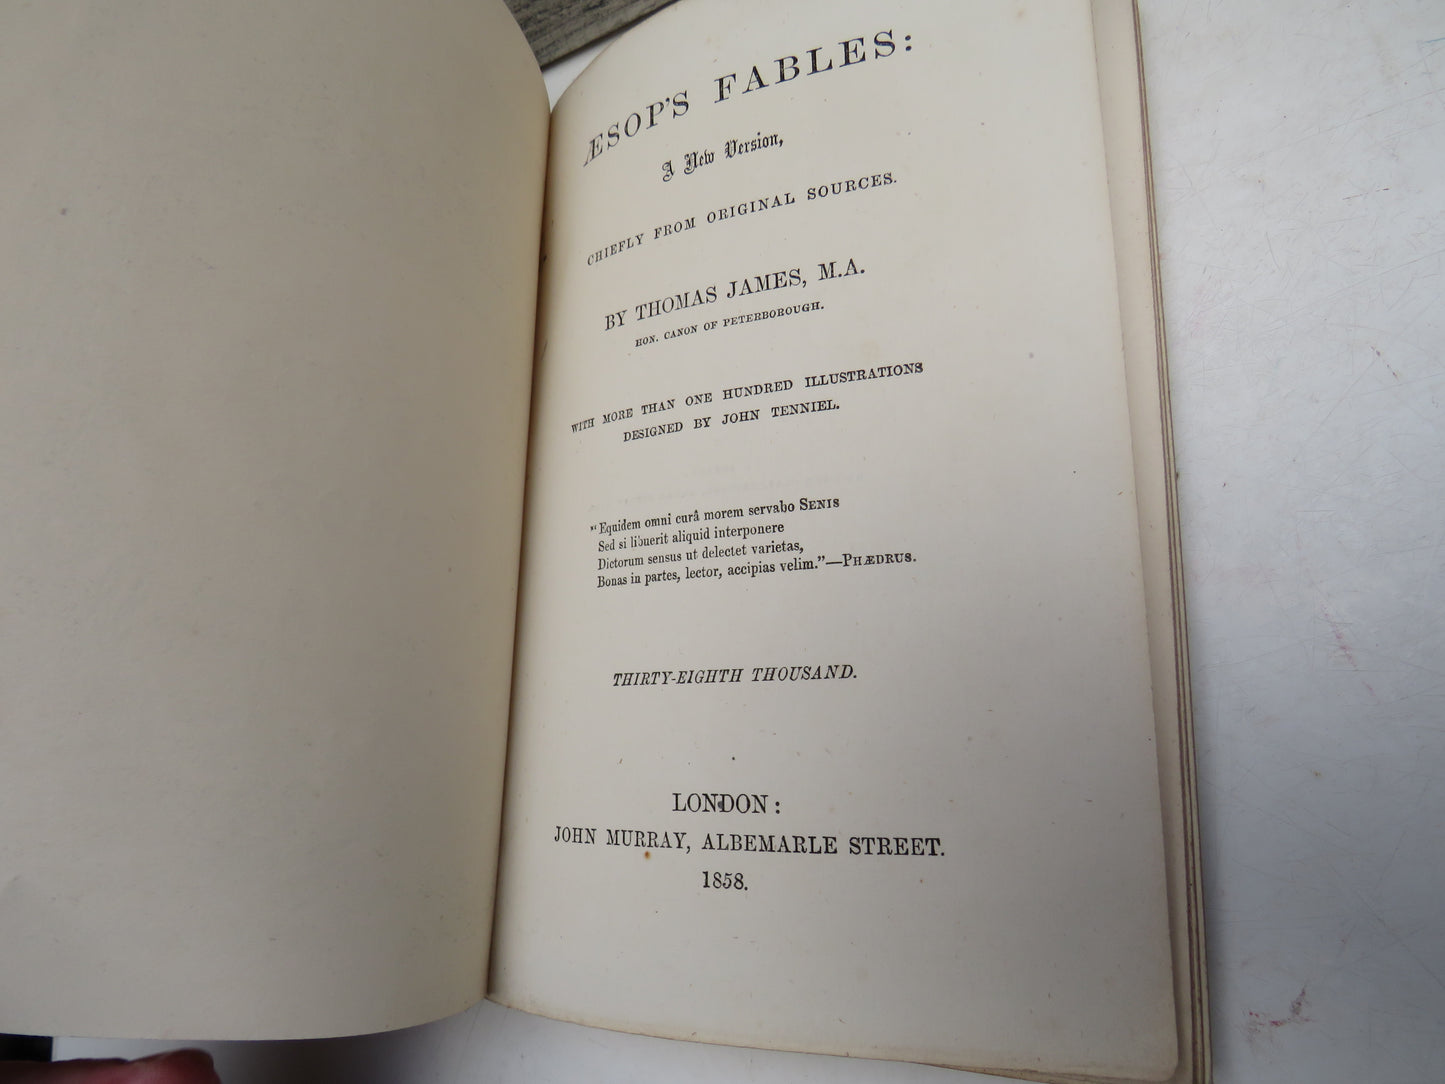 ÆSOP'S FABLES:
A New Version,
CHIEFLY FROM ORIGINAL SOURCES.
BY THOMAS JAMES, M.A.
HON. CANON OF PETERBOROUGH.
WITH MORE THAN ONE HUNDRED ILLUSTRATIONS
DESIGNED BY JOHN TENNIEL.
"Equidem omni curâ morem servabo SENIS
Sed si libuerit aliquid interponere
Dictorum sensus ut delectet varietas,
Bonas in partes, lector, accipias velim."—PHÆDRUS.
THIRTY-EIGHTH THOUSAND.
LONDON:
JOHN MURRAY, ALBEMARLE STREET.
1858.